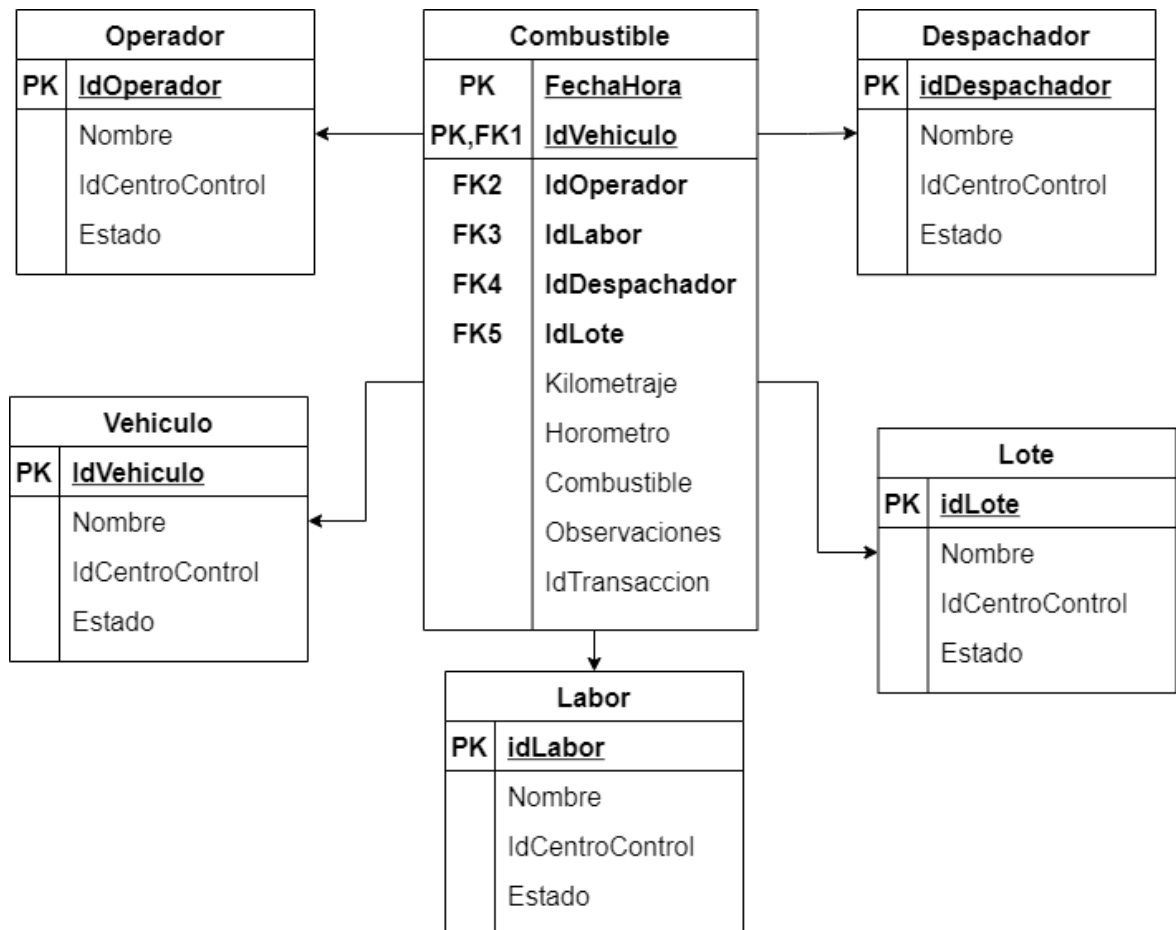 Operador
PK IdOperador
Nombre
IdCentroControl
Estado
Combustible
PK FechaHora
PK,FK1 IdVehiculo
FK2 IdOperador
FK3 IdLabor
FK4 IdDespachador
FK5 IdLote
Kilometraje
Horometro
Combustible
Observaciones
IdTransaccion
Despachador
PK idDespachador
Nombre
IdCentroControl
Estado
Vehiculo
PK IdVehiculo
Nombre
IdCentroControl
Estado
Lote
PK idLote
Nombre
IdCentroControl
Estado
Labor
PK idLabor
Nombre
IdCentroControl
Estado